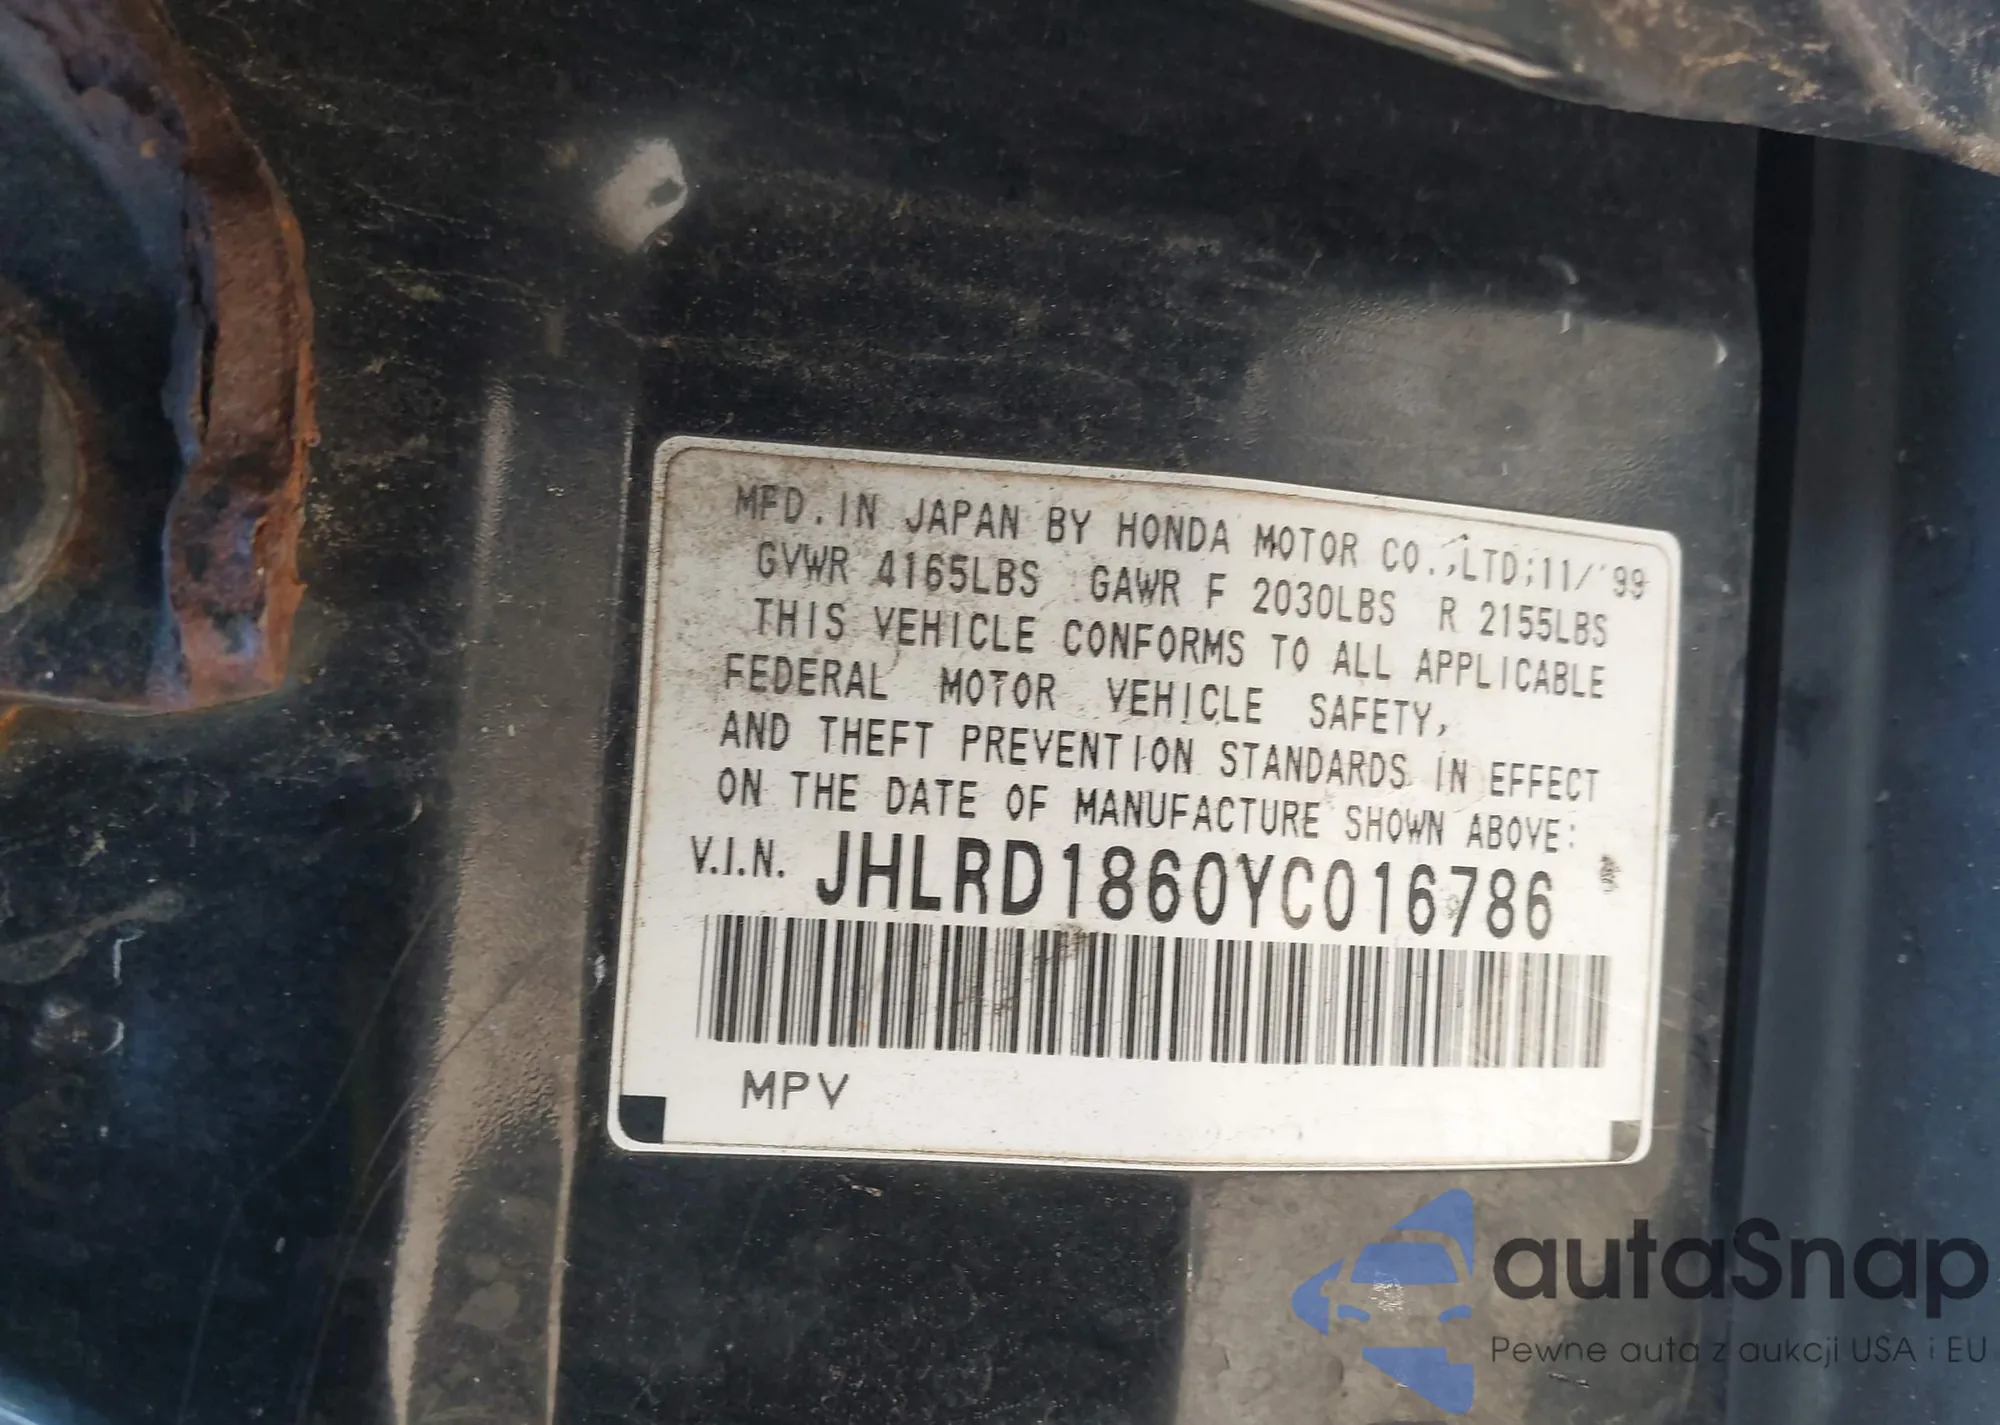 MFD. IN JAPAN BY HONDA MOTOR CO.,LTD;11/'99
GVWR 4165LBS GAWR F 2030LBS R 2155LBS
THIS VEHICLE CONFORMS TO ALL APPLICABLE
FEDERAL MOTOR VEHICLE SAFETY,
AND THEFT PREVENTION STANDARDS IN EFFECT
ON THE DATE OF MANUFACTURE SHOWN ABOVE:
V.I.N. JHLRD1860YC016786
MPV
autaSnap
Pewne auta z aukcji USA i EU